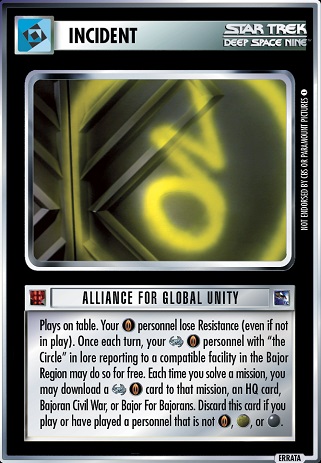 INCIDENT
STAR TREK
DEEP SPACE NINE
NOT ENDORSED BY CBS OR PARAMOUNT PICTURES
ALLIANCE FOR GLOBAL UNITY
Plays on table. Your personnel lose Resistance (even if not
in play). Once each turn, your personnel with "the
Circle" in lore reporting to a compatible facility in the Bajor
Region may do so for free. Each time you solve a mission, you
may download a card to that mission, an HQ card,
Bajoran Civil War, or Bajor For Bajorans. Discard this card if you
play or have played a personnel that is not , , or .
ERRATA